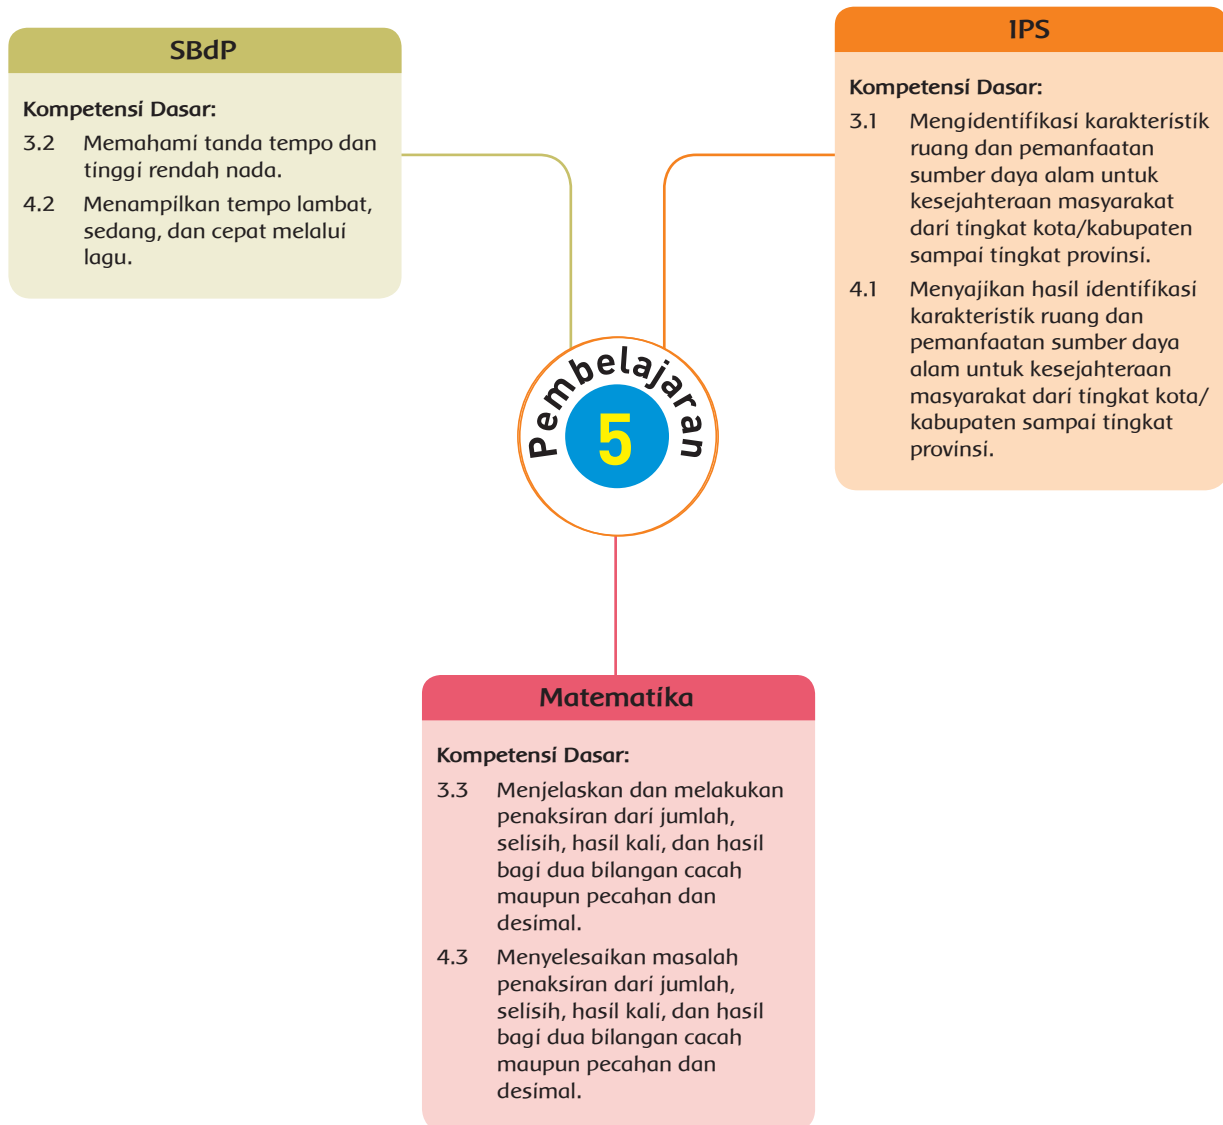 SBdP
Kompetensi Dasar:
3.2 Memahami tanda tempo dan
tinggi rendah nada.
4.2 Menampilkan tempo lambat,
sedang, dan cepat melalui
lagu.
IPS
Kompetensi Dasar:
3.1 Mengidentifikasi karakteristik
ruang dan pemanfaatan
sumber daya alam untuk
kesejahteraan masyarakat
dari tingkat kota/kabupaten
sampai tingkat provinsi.
4.1 Menyajikan hasil identifikasi
karakteristik ruang dan
pemanfaatan sumber daya
alam untuk kesejahteraan
masyarakat dari tingkat kota/
kabupaten sampai tingkat
provinsi.
Pembelajaran
5
Matematika
Kompetensi Dasar:
3.3 Menjelaskan dan melakukan
penaksiran dari jumlah,
selisih, hasil kali, dan hasil
bagi dua bilangan cacah
maupun pecahan dan
desimal.
4.3 Menyelesaikan masalah
penaksiran dari jumlah,
selisih, hasil kali, dan hasil
bagi dua bilangan cacah
maupun pecahan dan
desimal.